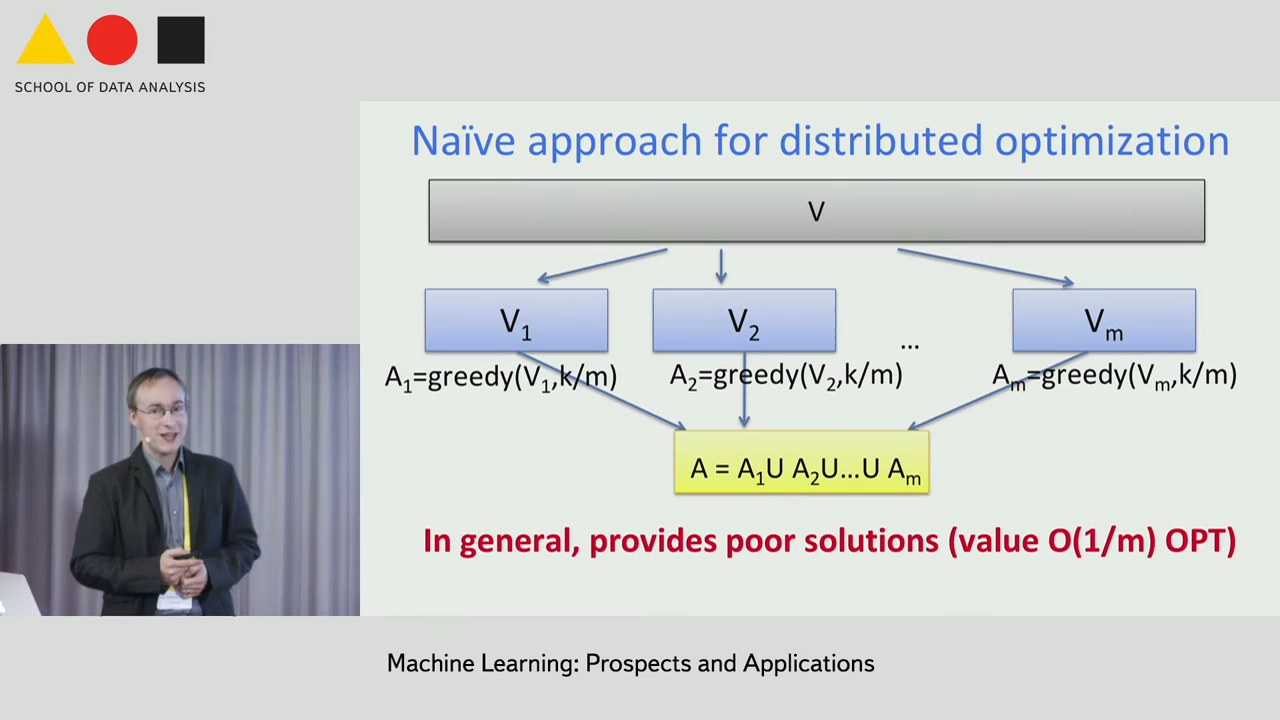 SCHOOL OF DATA ANALYSIS
Naïve approach for distributed optimization
V
V₁
V₂
...
Vₘ
A₁=greedy(V₁,k/m)
A₂=greedy(V₂,k/m)
Aₘ=greedy(Vₘ,k/m)
A = A₁U A₂U...U Aₘ
In general, provides poor solutions (value O(1/m) OPT)
Machine Learning: Prospects and Applications